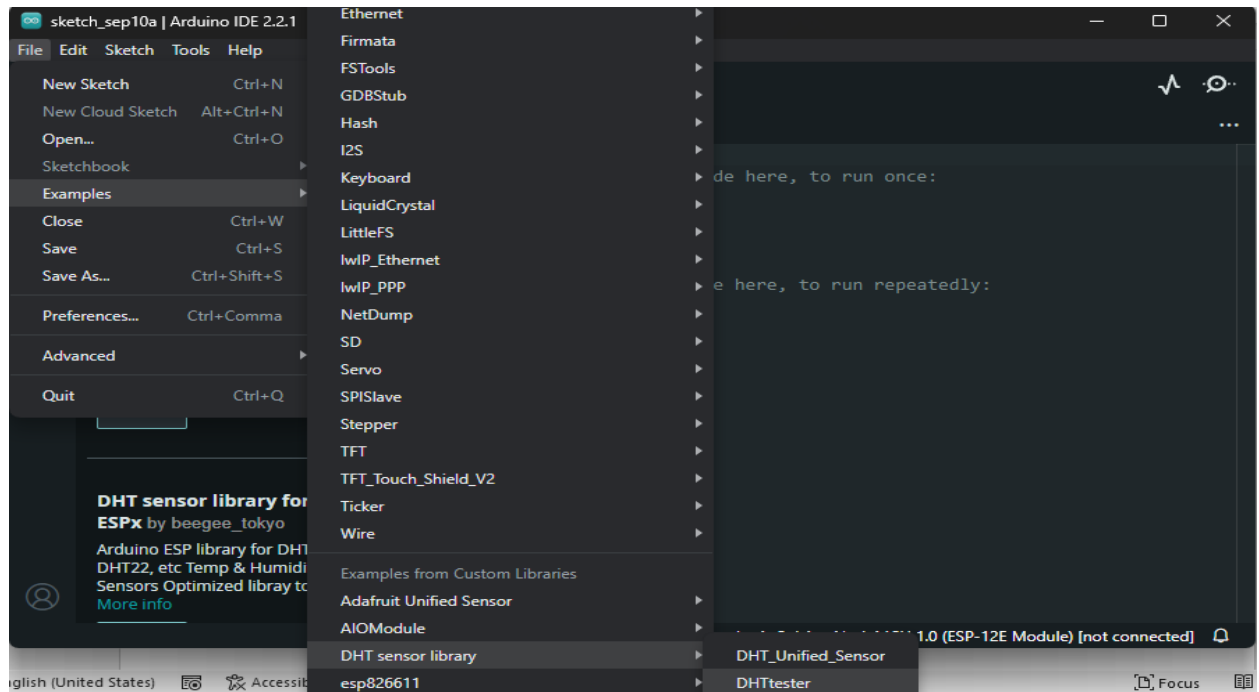 sketch_sep10a | Arduino IDE 2.2.1
File Edit Sketch Tools Help
New Sketch Ctrl+N
New Cloud Sketch Alt+Ctrl+N
Open... Ctrl+O
Sketchbook
Examples
Close Ctrl+W
Save Ctrl+S
Save As... Ctrl+Shift+S
Preferences... Ctrl+Comma
Advanced
Quit Ctrl+Q
Ethernet
Firmata
FSTools
GDBStub
Hash
I2S
Keyboard
LiquidCrystal
LittleFS
lwIP_Ethernet
lwIP_PPP
NetDump
SD
Servo
SPISlave
Stepper
TFT
TFT_Touch_Shield_V2
Ticker
Wire
Examples from Custom Libraries
Adafruit Unified Sensor
AIOModule
DHT sensor library
esp826611
DHT_Unified_Sensor
DHTtester
de here, to run once:
e here, to run repeatedly:
DHT sensor library for
ESPx by beegee_tokyo
Arduino ESP library for DHT
DHT22, etc Temp & Humidi
Sensors Optimized libray to
More info
1.0 (ESP-12E Module) [not connected]
nglish (United States) Accessib Focus